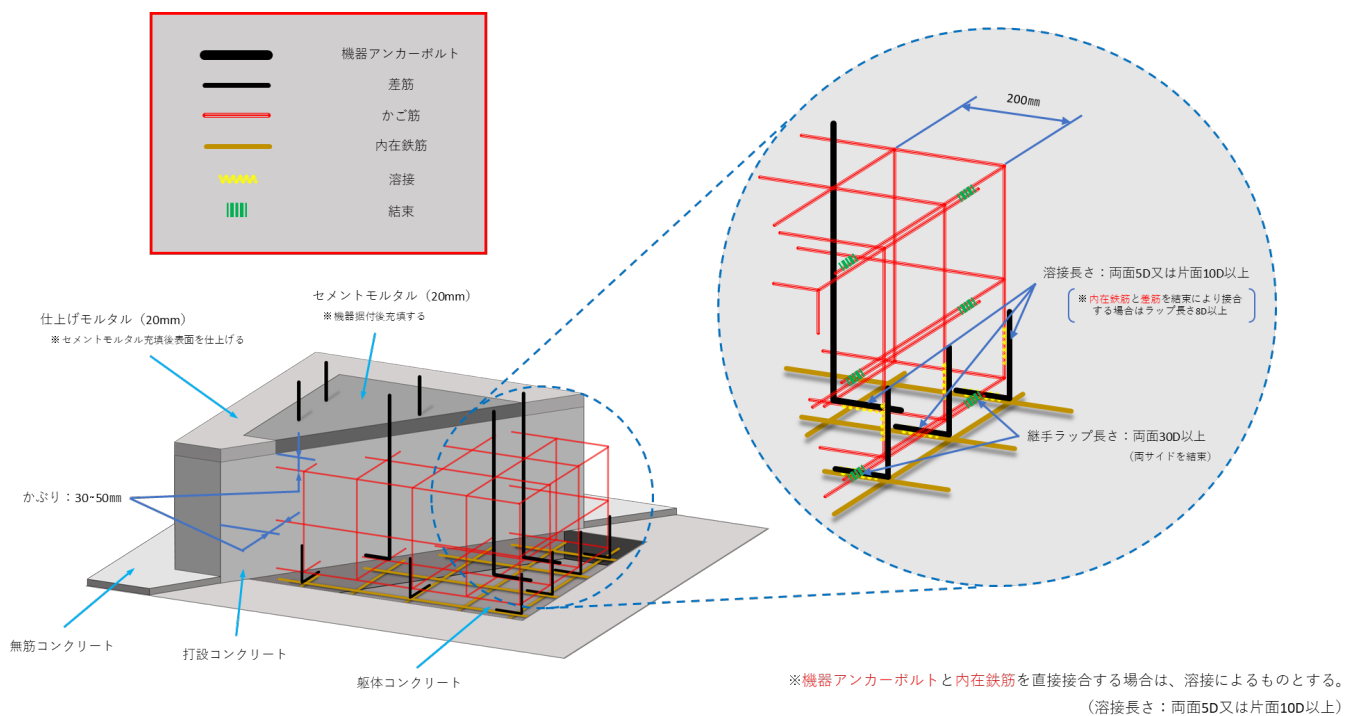 機器アンカーボルト
差筋
かご筋
内在鉄筋
溶接
結束
200㎜
溶接長さ：両面5D又は片面10D以上
※内在鉄筋と差筋を結束により接合
する場合はラップ長さ8D以上
継手ラップ長さ：両面30D以上
（両サイドを結束）
セメントモルタル（20mm）
※機器据付後充填する
仕上げモルタル（20mm）
※セメントモルタル充填後表面を仕上げる
かぶり：30~50㎜
無筋コンクリート
打設コンクリート
躯体コンクリート
※機器アンカーボルトと内在鉄筋を直接接合する場合は、溶接によるものとする。
（溶接長さ：両面5D又は片面10D以上）